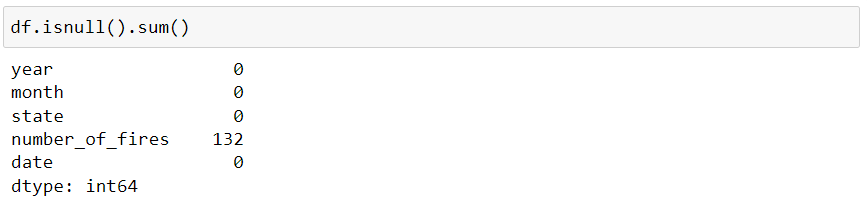 df.isnull().sum()
year 0
month 0
state 0
number_of_fires 132
date 0
dtype: int64